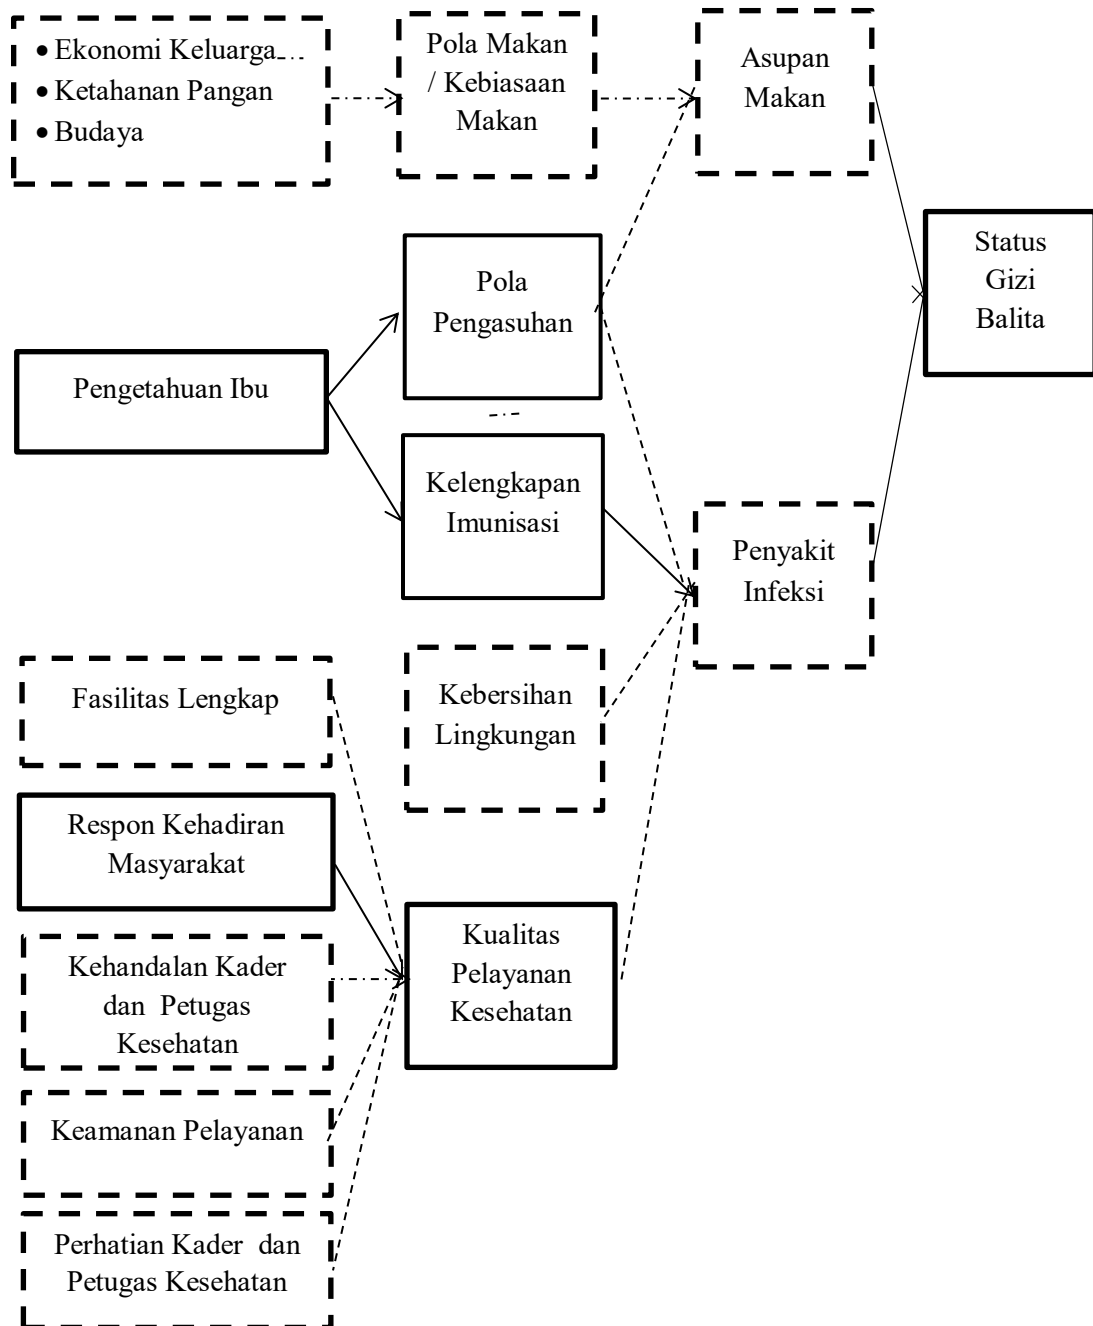 • Ekonomi Keluarga
• Ketahanan Pangan
• Budaya
Pola Makan
/ Kebiasaan
Makan
Asupan
Makan
Pola
Pengasuhan
Status
Gizi
Balita
Pengetahuan Ibu
Kelengkapan
Imunisasi
Penyakit
Infeksi
Fasilitas Lengkap
Kebersihan
Lingkungan
Respon Kehadiran
Masyarakat
Kehandalan Kader
dan Petugas
Kesehatan
Kualitas
Pelayanan
Kesehatan
Keamanan Pelayanan
Perhatian Kader dan
Petugas Kesehatan